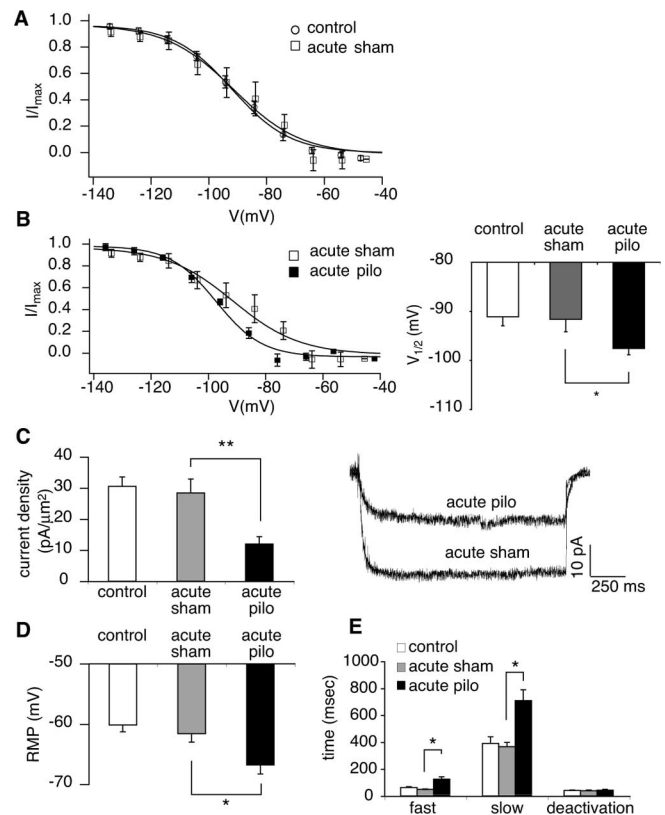 A
I/Imax
1.0
0.8
0.6
0.4
0.2
0.0
control
acute sham
-140 -120 -100 -80 -60 -40
V(mV)
B
I/Imax
1.0
0.8
0.6
0.4
0.2
0.0
acute sham
acute pilo
-140 -120 -100 -80 -60 -40
V(mV)
control acute sham acute pilo
V1/2 (mV)
-80
-90
-100
-110
*
C
current density
(pA/μm²)
40
30
20
10
0
**
control acute sham acute pilo
acute pilo
acute sham
10 pA
250 ms
D
control acute sham acute pilo
RMP (mV)
-50
-60
-70
*
E
control
acute sham
acute pilo
time (msec)
1000
800
600
400
200
0
*
*
fast slow deactivation